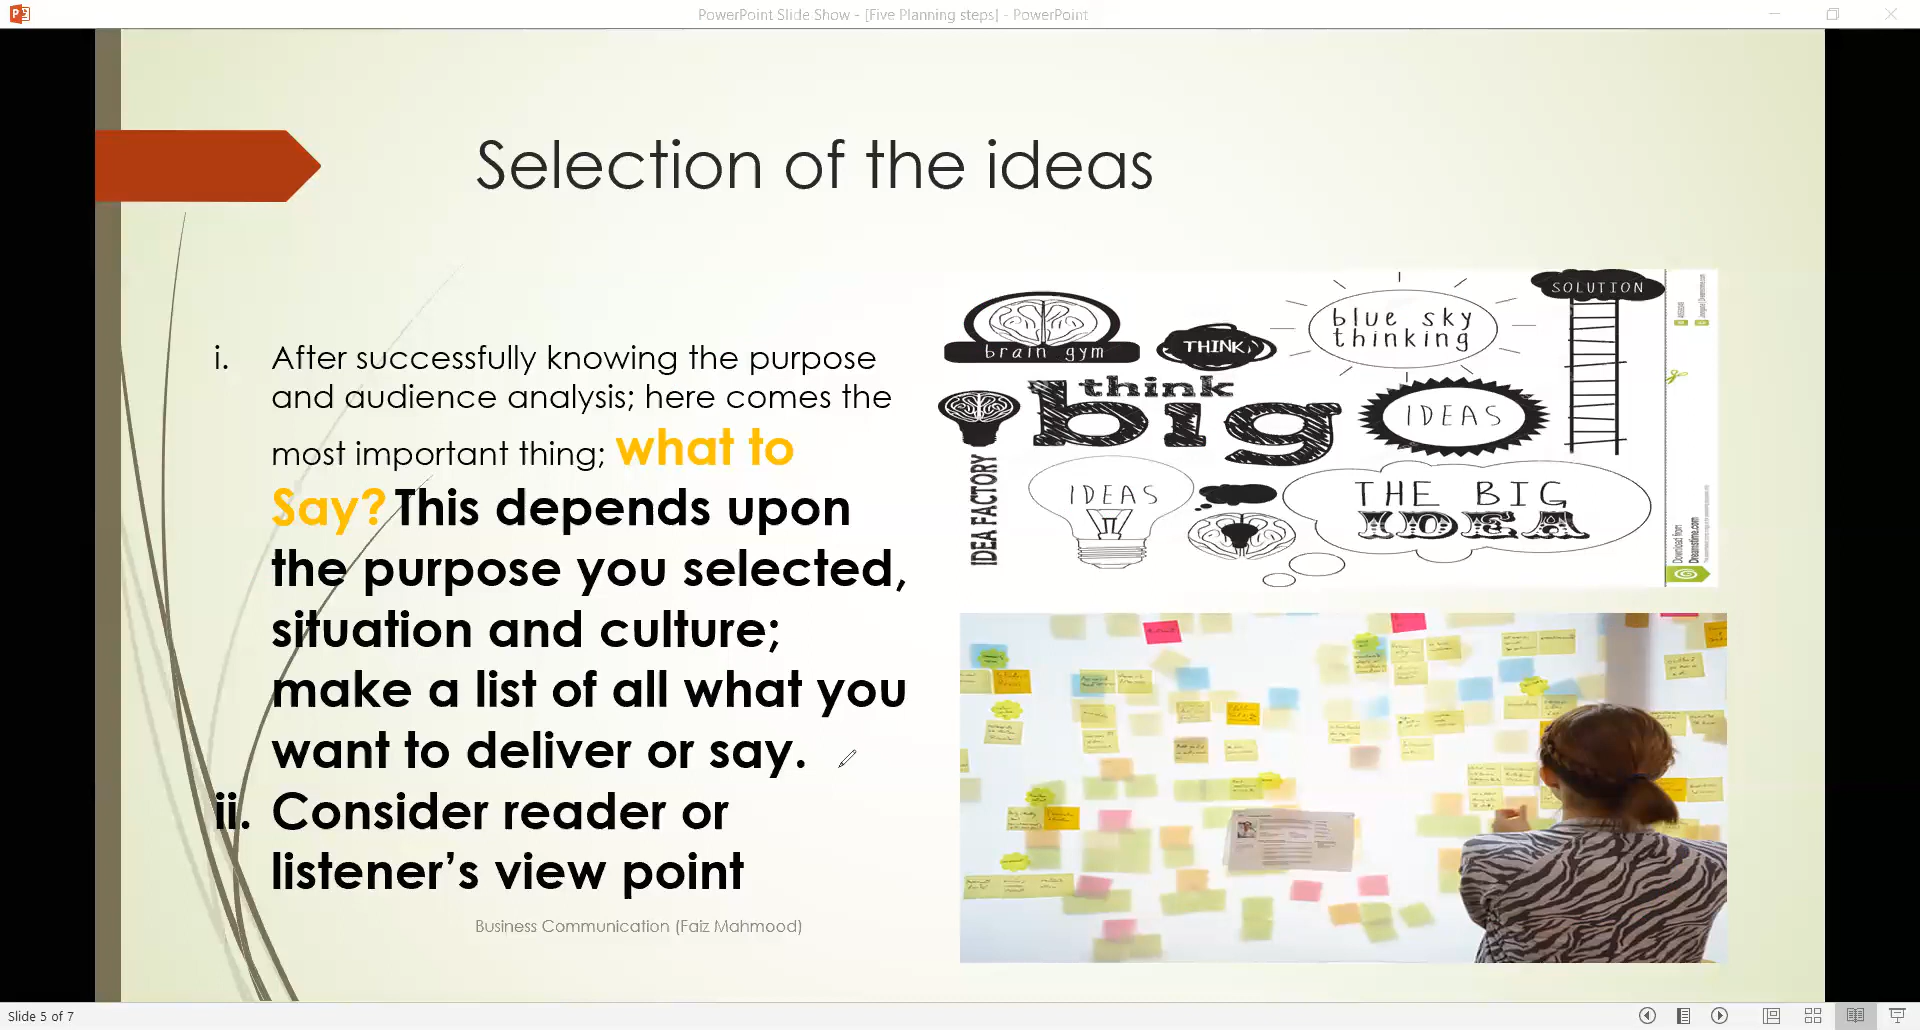 PowerPoint Slide Show - [Five Planning steps] - PowerPoint
Selection of the ideas
i. After successfully knowing the purpose
and audience analysis; here comes the
most important thing; what to
Say? This depends upon
the purpose you selected,
situation and culture;
make a list of all what you
want to deliver or say.
ii. Consider reader or
listener’s view point
brain gym
THINK
blue sky
thinking
SOLUTION
think
big
IDEAS
IDEA FACTORY
IDEAS
THE BIG
IDEA
Download from
Dreamstime.com
Business Communication (Faiz Mahmood)
Slide 5 of 7